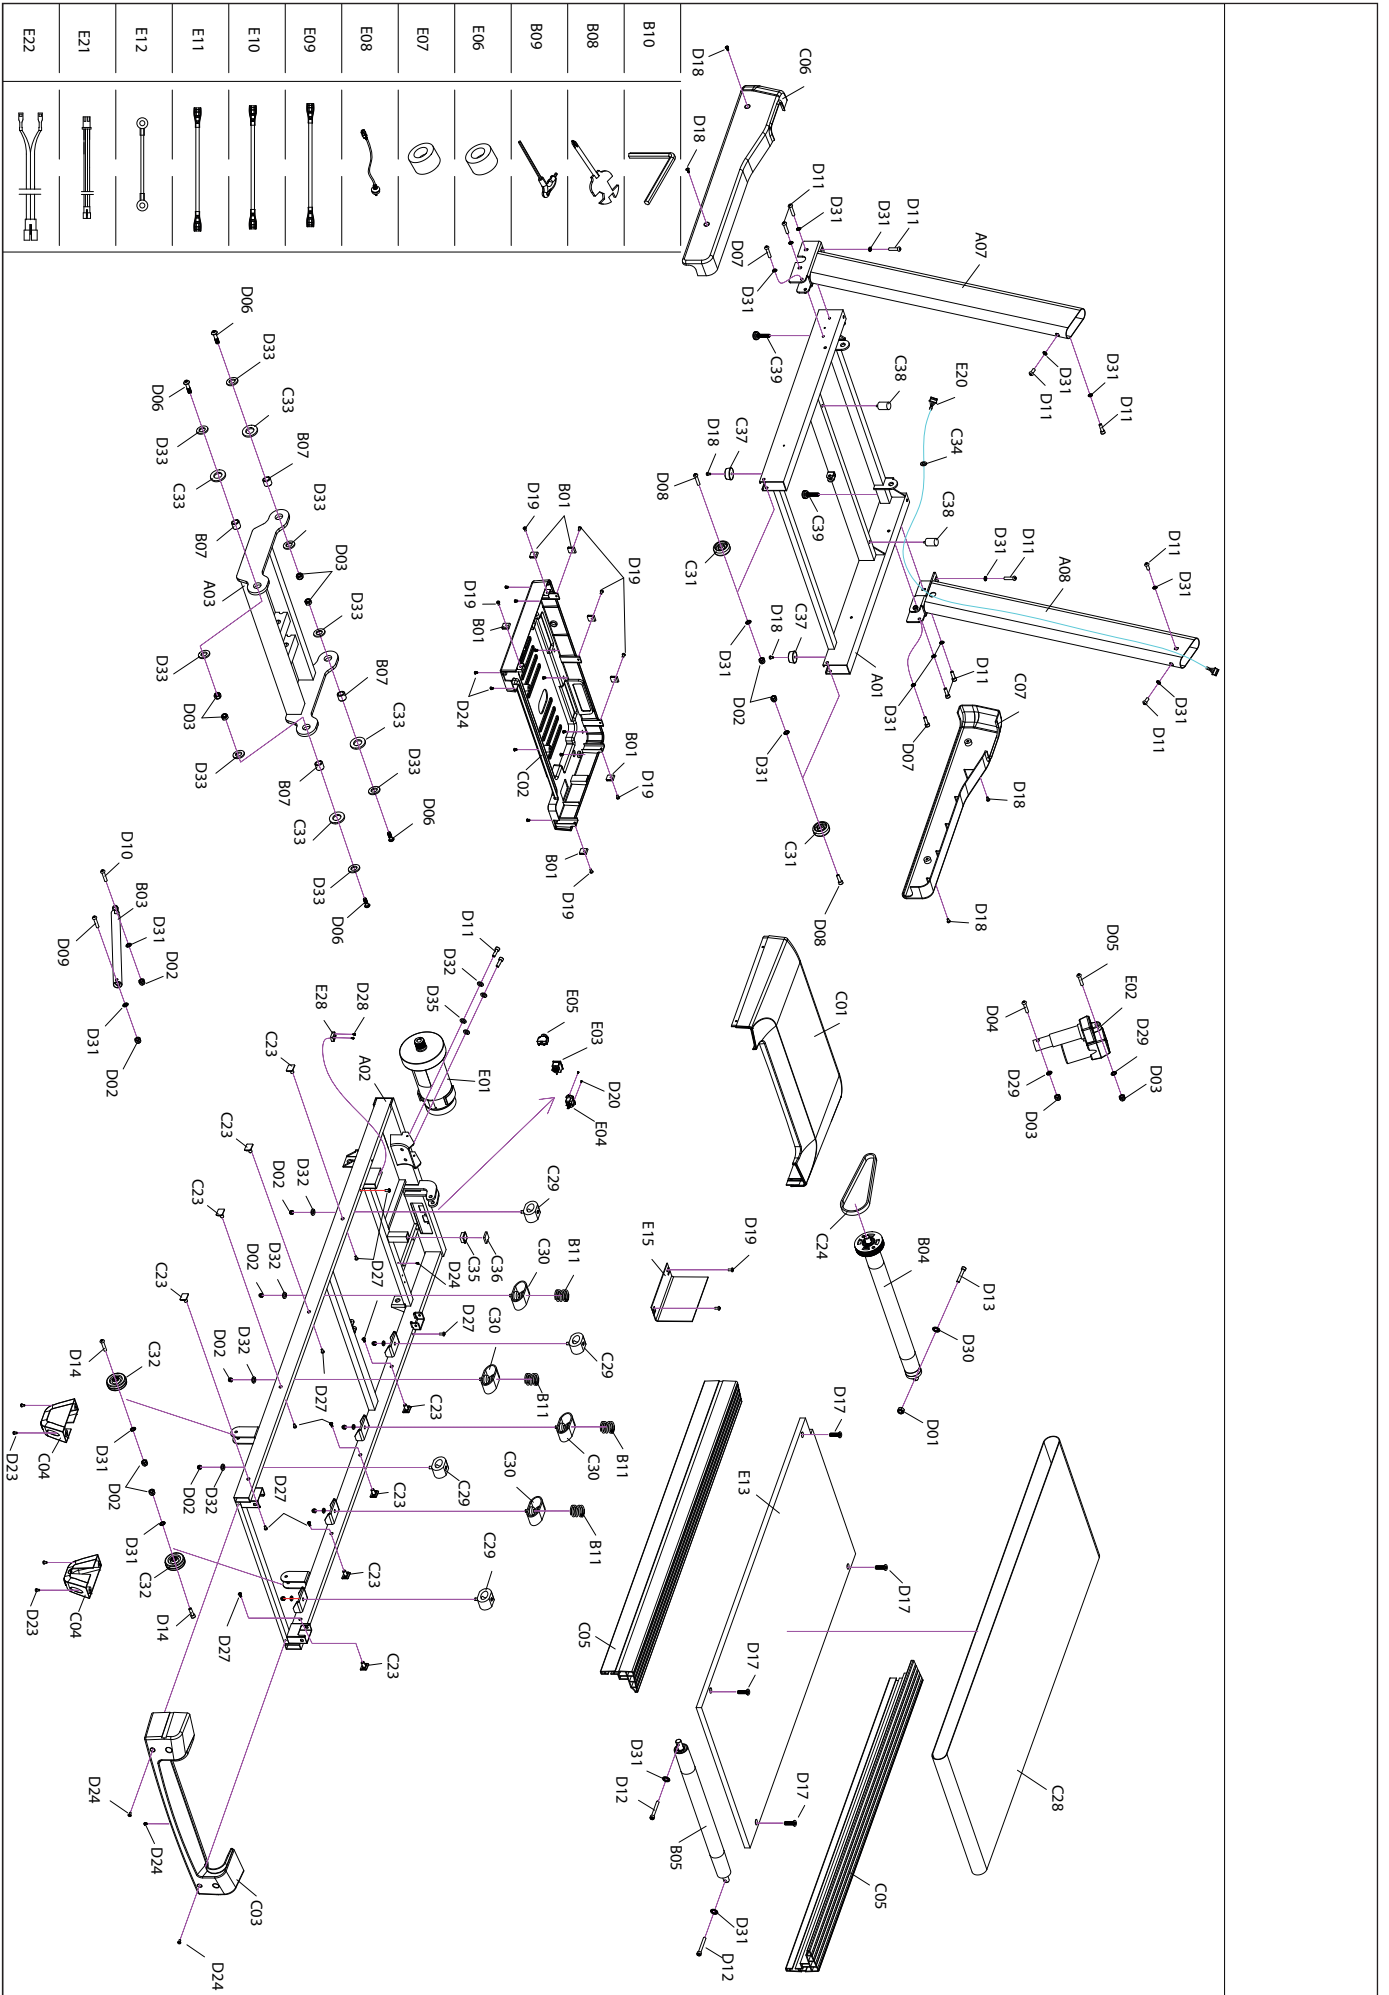 B10
B08
B09
E06
E07
E08
E09
E10
E11
E12
E21
E22
C06
D18
D18
D11
D31
D31
D11
A07
D07
D31
D31
D11
D31
D11
C39
C38
E20
C34
C37
D18
D08
C39
C38
D31
D11
A08
D11
D31
C31
D31
D02
D18
C37
A01
D31
D11
D31
D11
D07
C07
D18
D31
C31
D08
D18
D06
D33
C33
B07
D06
D33
C33
B07
A03
D33
D03
D33
D33
D03
D33
B07
C33
D33
D06
B07
C33
D33
D06
D19
B01
D19
D19
B01
D24
C02
B01
D19
B01
D19
D10
B03
D31
D02
D09
D31
D02
C01
D05
E02
D29
D03
D04
D29
D03
D11
D32
D35
D28
E28
E01
A02
E05
E03
D20
E04
C23
C23
C23
C23
D32
D02
C29
C35
C36
D27
D24
D32
D02
C30
B11
D27
C29
D32
D02
C30
B11
D27
C23
C30
B11
C24
B04
D13
D30
D01
E15
D19
D14
C32
D31
D02
C04
D23
D32
D02
D27
C29
C23
C30
B11
D31
C32
D14
C04
D23
C23
C29
D27
C23
C05
E13
D17
D17
D17
D17
C28
C05
D31
D12
B05
D31
D12
D24
D24
C03
D24